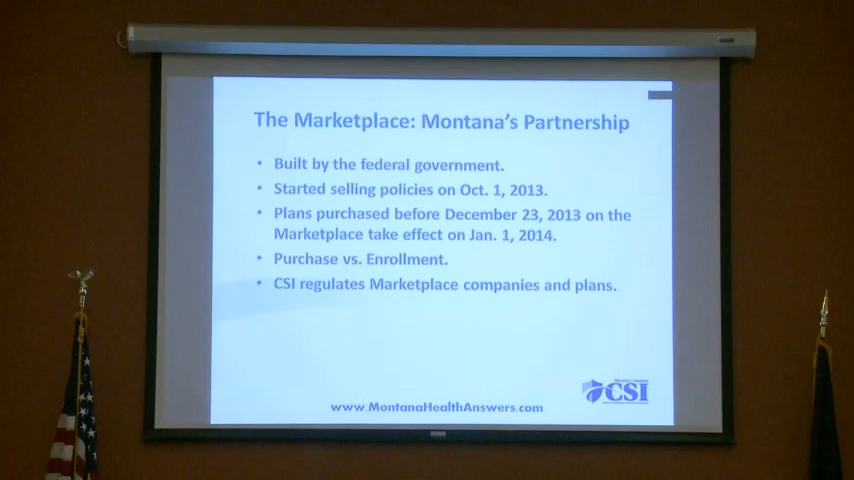 The Marketplace: Montana's Partnership
• Built by the federal government.
• Started selling policies on Oct. 1, 2013.
• Plans purchased before December 23, 2013 on the
Marketplace take effect on Jan. 1, 2014.
• Purchase vs. Enrollment.
• CSI regulates Marketplace companies and plans.
CSI
www.MontanaHealthAnswers.com